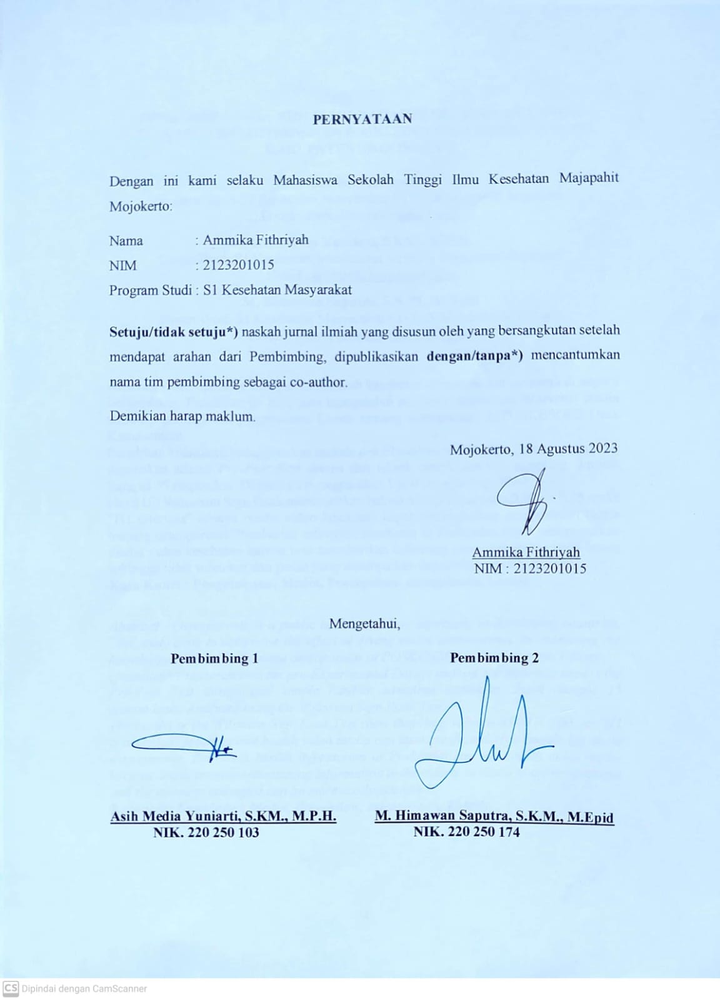 PERNYATAAN
Dengan ini kami selaku Mahasiswa Sekolah Tinggi Ilmu Kesehatan Majapahit
Mojokerto:
Nama : Ammika Fithriyah
NIM : 2123201015
Program Studi : S1 Kesehatan Masyarakat
Setuju/tidak setuju*) naskah jurnal ilmiah yang disusun oleh yang bersangkutan setelah
mendapat arahan dari Pembimbing, dipublikasikan dengan/tanpa*) mencantumkan
nama tim pembimbing sebagai co-author.
Demikian harap maklum.
Mojokerto, 18 Agustus 2023
Ammika Fithriyah
NIM : 2123201015
Mengetahui,
Pembimbing 1 Pembimbing 2
Asih Media Yuniarti, S.KM., M.P.H. M. Himawan Saputra, S.K.M., M.Epid
NIK. 220 250 103 NIK. 220 250 174
CS Dipindai dengan CamScanner